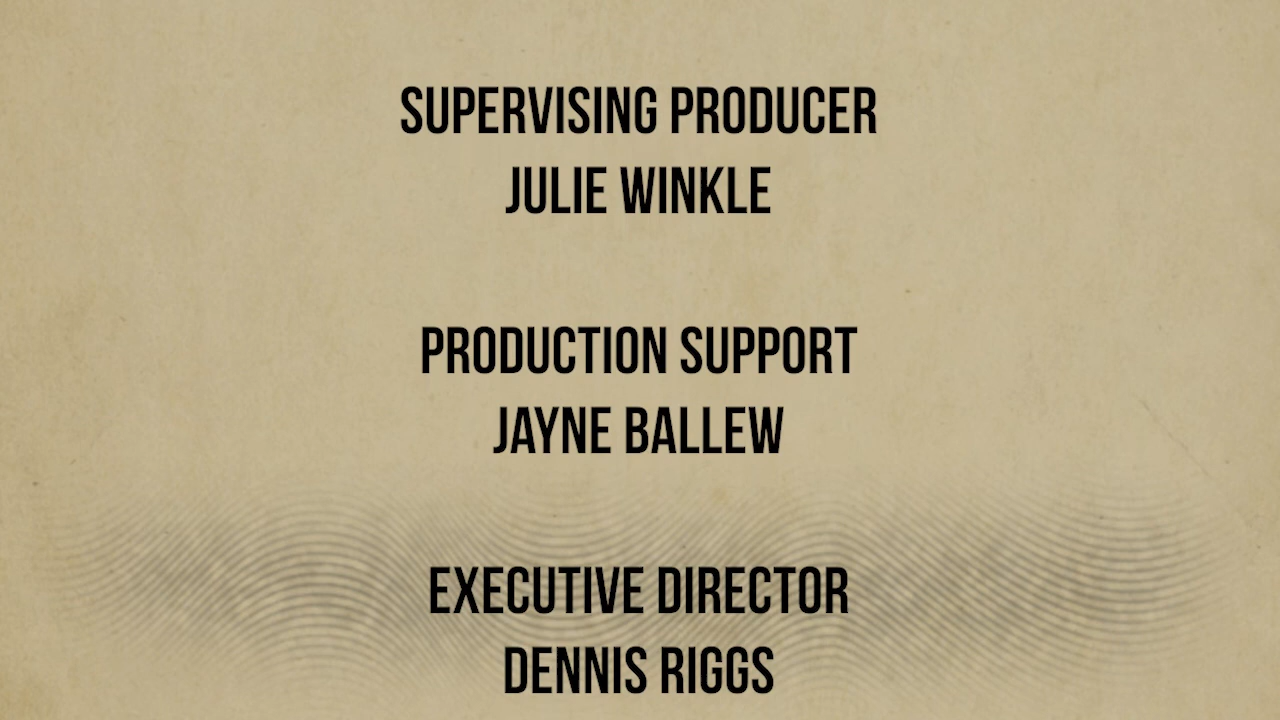 SUPERVISING PRODUCER
JULIE WINKLE
PRODUCTION SUPPORT
JAYNE BALLEW
EXECUTIVE DIRECTOR
DENNIS RIGGS